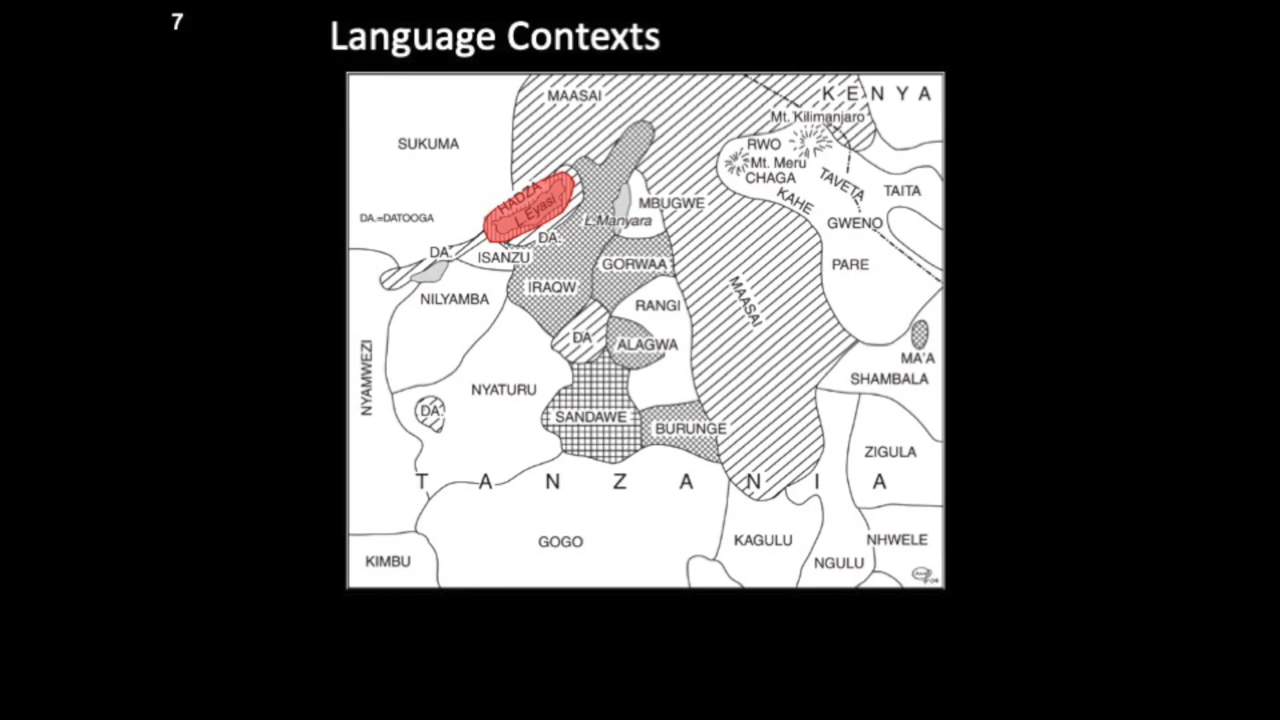 7
Language Contexts
MAASAI
KENYA
Mt. Kilimanjaro
SUKUMA
RWO
Mt. Meru
CHAGA
TAVETA
TAITA
HADZA
L.Eyasi
KAHE
MBUGWE
DA.=DATOOGA
L.Manyara
GWENO
DA.
DA.
ISANZU
GORWAA
PARE
IRAQW
NILYAMBA
RANGI
MAASAI
DA
ALAGWA
MA'A
NYAMWEZI
SHAMBALA
NYATURU
DA.
SANDAWE
BURUNGE
ZIGULA
TANZANIA
GOGO
KAGULU
NHWELE
KIMBU
NGULU